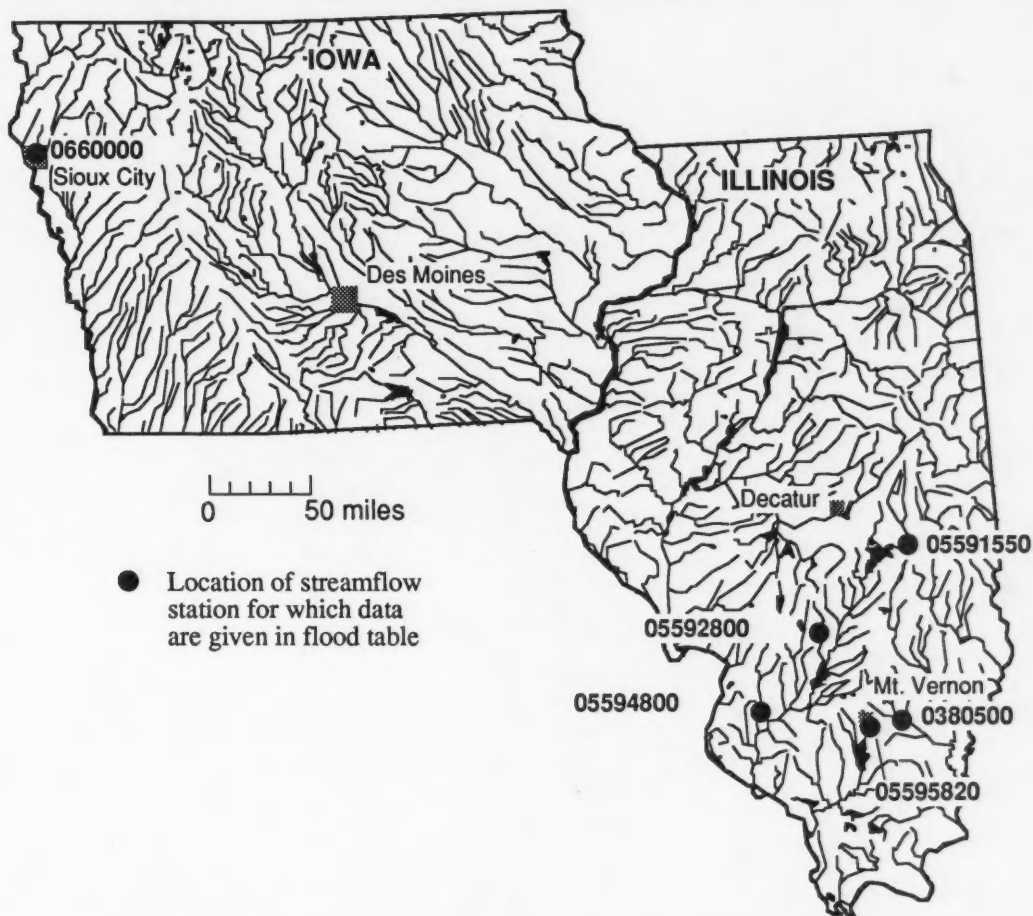 IOWA
0660000
Sioux City
ILLINOIS
Des Moines
0 50 miles
Decatur
05591550
Location of streamflow
station for which data
are given in flood table
05592800
Mt. Vernon
05594800
0380500
05595820